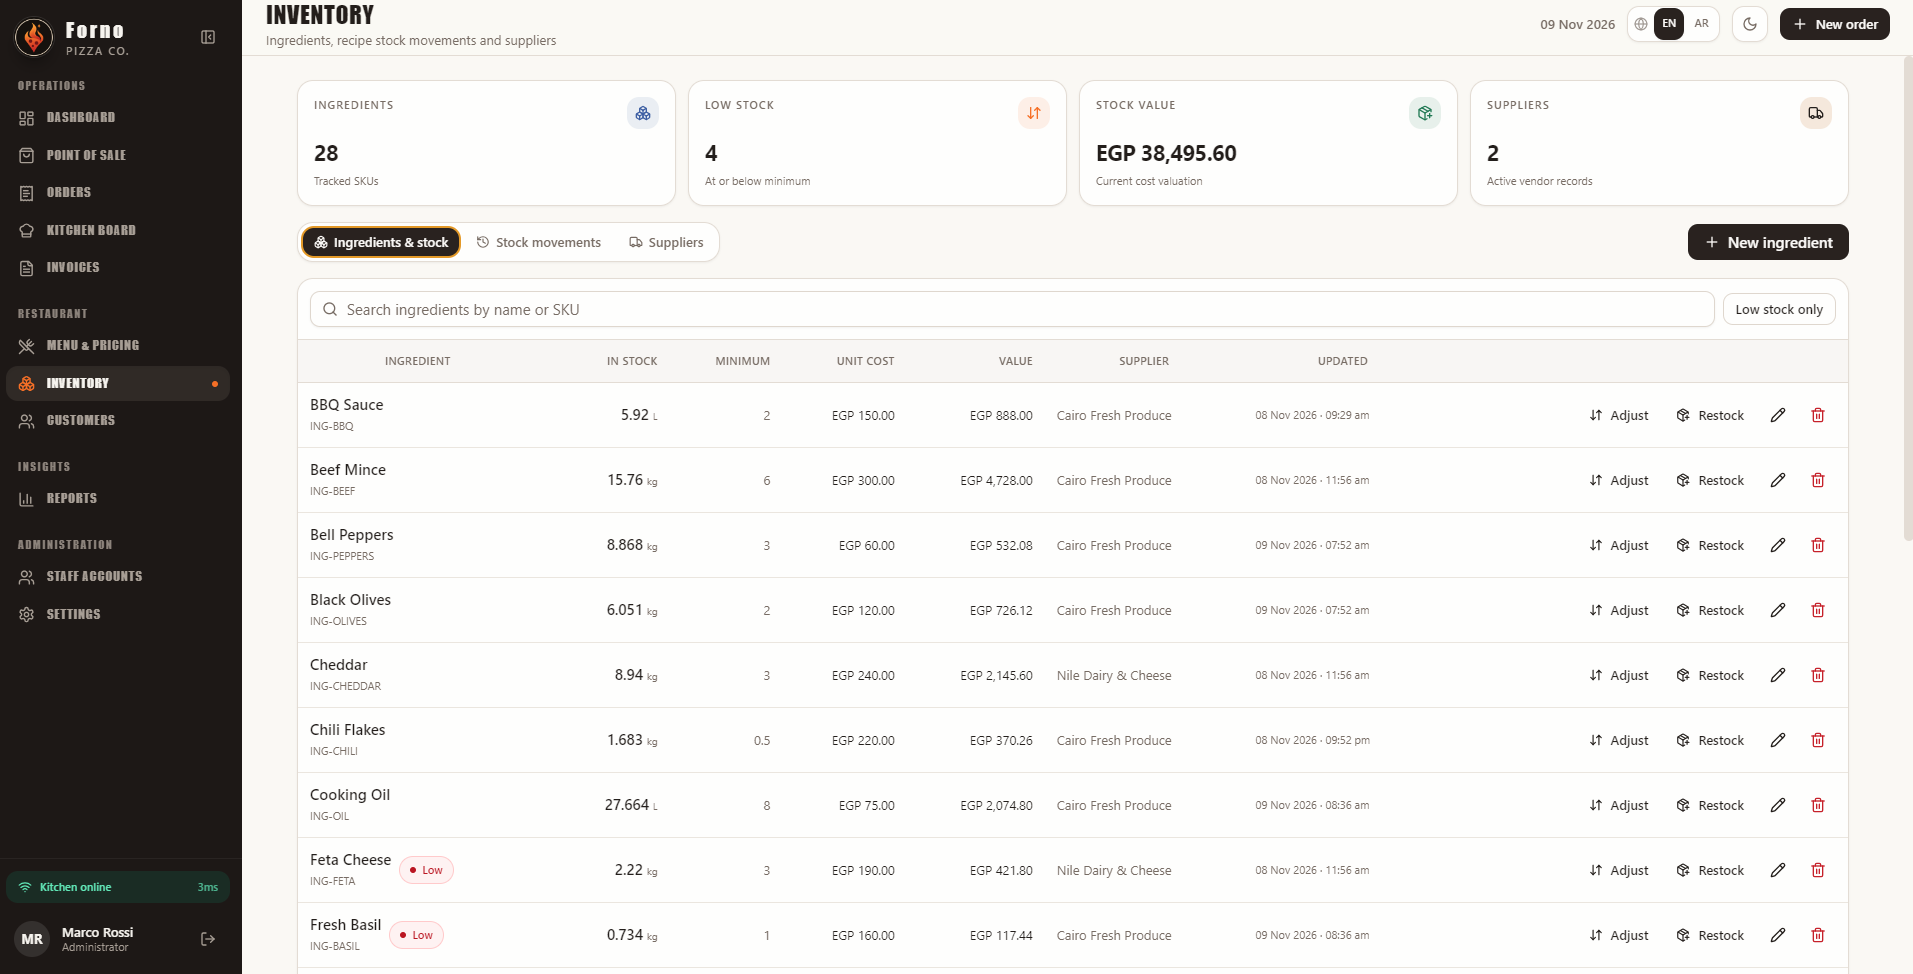 Forno
PIZZA CO.
OPERATIONS
DASHBOARD
POINT OF SALE
ORDERS
KITCHEN BOARD
INVOICES
RESTAURANT
MENU & PRICING
INVENTORY
CUSTOMERS
INSIGHTS
REPORTS
ADMINISTRATION
STAFF ACCOUNTS
SETTINGS
Kitchen online 3ms
MR Marco Rossi
Administrator
INVENTORY
Ingredients, recipe stock movements and suppliers
09 Nov 2026 EN AR New order
INGREDIENTS
28
Tracked SKUs
LOW STOCK
4
At or below minimum
STOCK VALUE
EGP 38,495.60
Current cost valuation
SUPPLIERS
2
Active vendor records
Ingredients & stock Stock movements Suppliers New ingredient
Search ingredients by name or SKU Low stock only
INGREDIENT IN STOCK MINIMUM UNIT COST VALUE SUPPLIER UPDATED
BBQ Sauce
ING-BBQ
5.92 L 2 EGP 150.00 EGP 888.00 Cairo Fresh Produce 08 Nov 2026 · 09:29 am Adjust Restock
Beef Mince
ING-BEEF
15.76 kg 6 EGP 300.00 EGP 4,728.00 Cairo Fresh Produce 08 Nov 2026 · 11:56 am Adjust Restock
Bell Peppers
ING-PEPPERS
8.868 kg 3 EGP 60.00 EGP 532.08 Cairo Fresh Produce 09 Nov 2026 · 07:52 am Adjust Restock
Black Olives
ING-OLIVES
6.051 kg 2 EGP 120.00 EGP 726.12 Cairo Fresh Produce 09 Nov 2026 · 07:52 am Adjust Restock
Cheddar
ING-CHEDDAR
8.94 kg 3 EGP 240.00 EGP 2,145.60 Nile Dairy & Cheese 08 Nov 2026 · 11:56 am Adjust Restock
Chili Flakes
ING-CHILI
1.683 kg 0.5 EGP 220.00 EGP 370.26 Cairo Fresh Produce 08 Nov 2026 · 09:52 pm Adjust Restock
Cooking Oil
ING-OIL
27.664 L 8 EGP 75.00 EGP 2,074.80 Cairo Fresh Produce 09 Nov 2026 · 08:36 am Adjust Restock
Feta Cheese Low
ING-FETA
2.22 kg 3 EGP 190.00 EGP 421.80 Nile Dairy & Cheese 08 Nov 2026 · 11:56 am Adjust Restock
Fresh Basil Low
ING-BASIL
0.734 kg 1 EGP 160.00 EGP 117.44 Cairo Fresh Produce 09 Nov 2026 · 08:36 am Adjust Restock